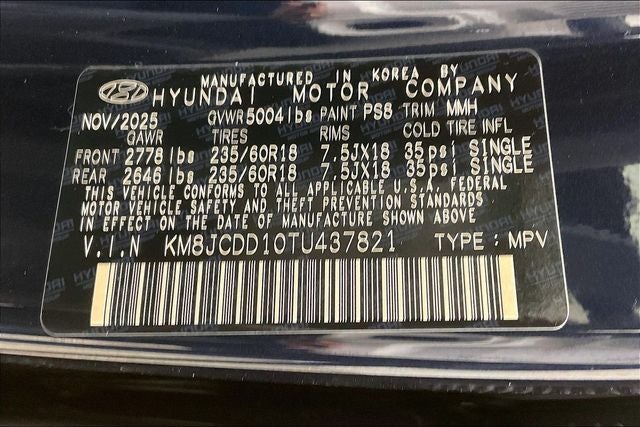 MANUFACTURED IN KOREA BY
HYUNDAI MOTOR COMPANY
NOV/2025 GVWR5004lbs PAINT PS8 TRIM MMH
GAWR TIRES RIMS COLD TIRE INFL
FRONT 2778lbs 235/60R18 7.5JX18 35psi SINGLE
REAR 2646lbs 235/60R18 7.5JX18 35psi SINGLE
THIS VEHICLE CONFORMS TO ALL APPLICABLE U.S.A. FEDERAL
MOTOR VEHICLE SAFETY AND THEFT PREVENTION STANDARDS
IN EFFECT ON THE DATE OF MANUFACTURE SHOWN ABOVE
V.I.N KM8JCDD10TU437821 TYPE: MPV